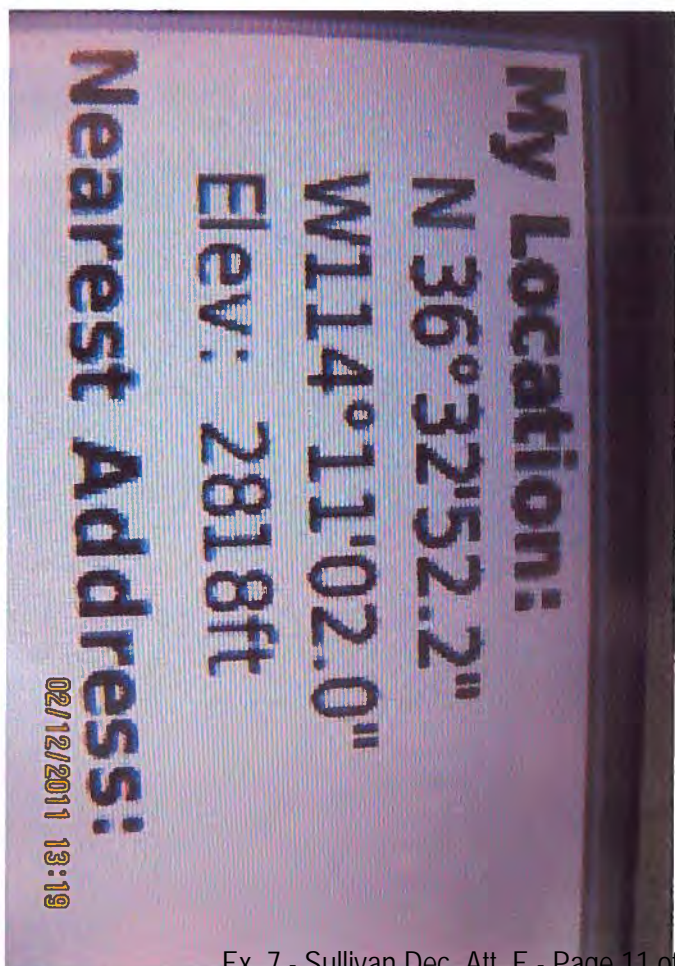 My Location:
N 36°32'52.2"
W114°11'02.0"
Elev: 2818ft
Nearest Address:
02/12/2011 13:19
Ex. 7 - Sullivan Dec. Att. F - Page 11 of